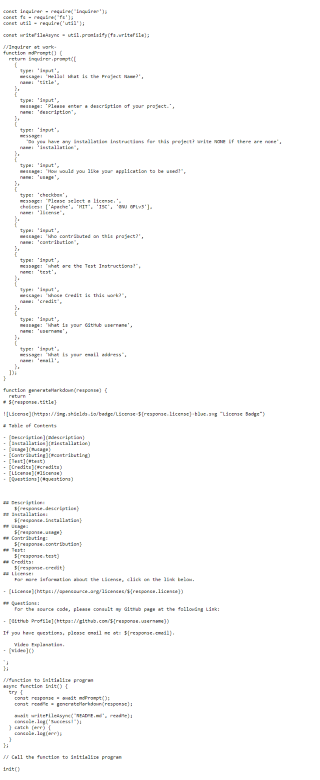 const inquirer = require('inquirer');
const fs = require('fs');
const util = require('util');
const writeFileAsync = util.promisify(fs.writeFile);
//Inquirer at work-
function mdPrompt() {
return inquirer.prompt([
{
type: 'input',
message: 'Hello! What is the Project Name?',
name: 'title',
},
{
type: 'input',
message: 'Please enter a description of your project.',
name: 'description',
},
{
type: 'input',
message:
'Do you have any installation instructions for this project? Write NONE if there are none',
name: 'installation',
},
{
type: 'input',
message: 'How would you like your application to be used?',
name: 'usage',
},
{
type: 'checkbox',
message: 'Please select a license.',
choices: ['Apache', 'MIT', 'ISC', 'GNU GPLv3'],
name: 'license',
},
{
type: 'input',
message: 'Who contributed on this project?',
name: 'contribution',
},
{
type: 'input',
message: 'What are the Test Instructions?',
name: 'test',
},
{
type: 'input',
message: 'Whose Credit is this work?',
name: 'credit',
},
{
type: 'input',
message: 'What is your GitHub username',
name: 'username',
},
{
type: 'input',
message: 'What is your email address',
name: 'email',
},
]);
}
function generateMarkdown(response) {
return `
# ${response.title}
![License](https://img.shields.io/badge/License-${response.license}-blue.svg "License Badge")
# Table of Contents
- [Description](#description)
- [Installation](#installation)
- [Usage](#usage)
- [Contributing](#contributing)
- [Test](#test)
- [Credits](#credits)
- [License](#license)
- [Questions](#questions)
## Description:
${response.description}
## Installation:
${response.installation}
## Usage:
${response.usage}
## Contributing:
${response.contribution}
## Test:
${response.test}
## Credits:
${response.credit}
## License:
For more information about the License, click on the link below.
- [License](https://opensource.org/licenses/${response.license})
## Questions:
For the source code, please consult my GitHub page at the following Link:
- [GitHub Profile](https://github.com/${response.username})
If you have questions, please email me at: ${response.email}.
Video Explanation.
- [Video]()
`;
};
//function to initialize program
async function init() {
try {
const response = await mdPrompt();
const readMe = generateMarkdown(response);
await writeFileAsync('README.md', readMe);
console.log('Success!');
} catch (err) {
console.log(err);
}
};
// Call the function to initialize program
init()